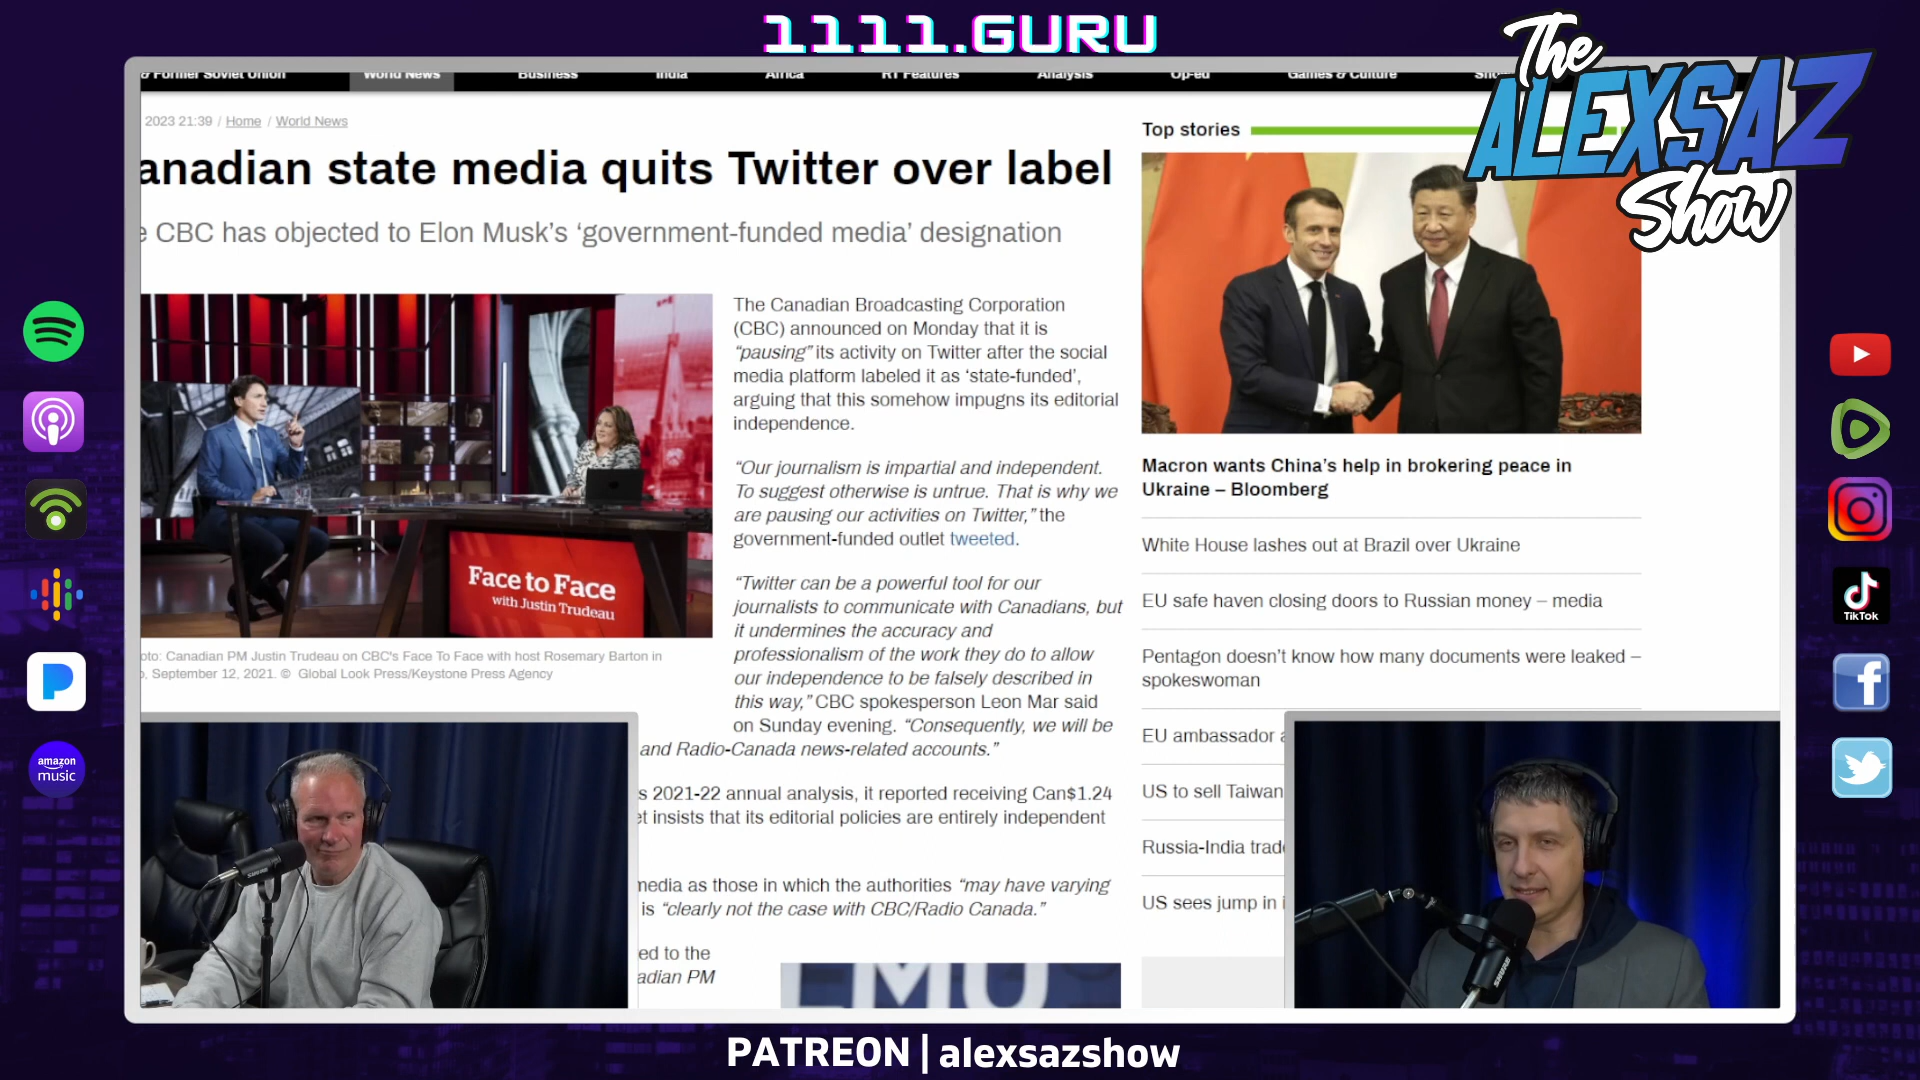 1111.GURU
The
ALEXSAZ
Show
& Former Soviet Union World News Business India Africa RT Features Analysis Op-ed Games & Culture
2023 21:39 / Home / World News
anadian state media quits Twitter over label
e CBC has objected to Elon Musk's 'government-funded media' designation
The Canadian Broadcasting Corporation
(CBC) announced on Monday that it is
“pausing” its activity on Twitter after the social
media platform labeled it as ‘state-funded’,
arguing that this somehow impugns its editorial
independence.
“Our journalism is impartial and independent.
To suggest otherwise is untrue. That is why we
are pausing our activities on Twitter,” the
government-funded outlet tweeted.
“Twitter can be a powerful tool for our
journalists to communicate with Canadians, but
it undermines the accuracy and
professionalism of the work they do to allow
our independence to be falsely described in
this way,” CBC spokesperson Leon Mar said
on Sunday evening. “Consequently, we will be
and Radio-Canada news-related accounts.”
s 2021-22 annual analysis, it reported receiving Can$1.24
et insists that its editorial policies are entirely independent
media as those in which the authorities “may have varying
is “clearly not the case with CBC/Radio Canada.”
ed to the
adian PM
Face to Face
with Justin Trudeau
oto: Canadian PM Justin Trudeau on CBC's Face To Face with host Rosemary Barton in
o, September 12, 2021. © Global Look Press/Keystone Press Agency
Top stories
Macron wants China's help in brokering peace in
Ukraine – Bloomberg
White House lashes out at Brazil over Ukraine
EU safe haven closing doors to Russian money – media
Pentagon doesn't know how many documents were leaked –
spokeswoman
EU ambassador a
US to sell Taiwan
Russia-India trade
US sees jump in i
amazon
music
TikTok
SHURE
PATREON | alexsazshow